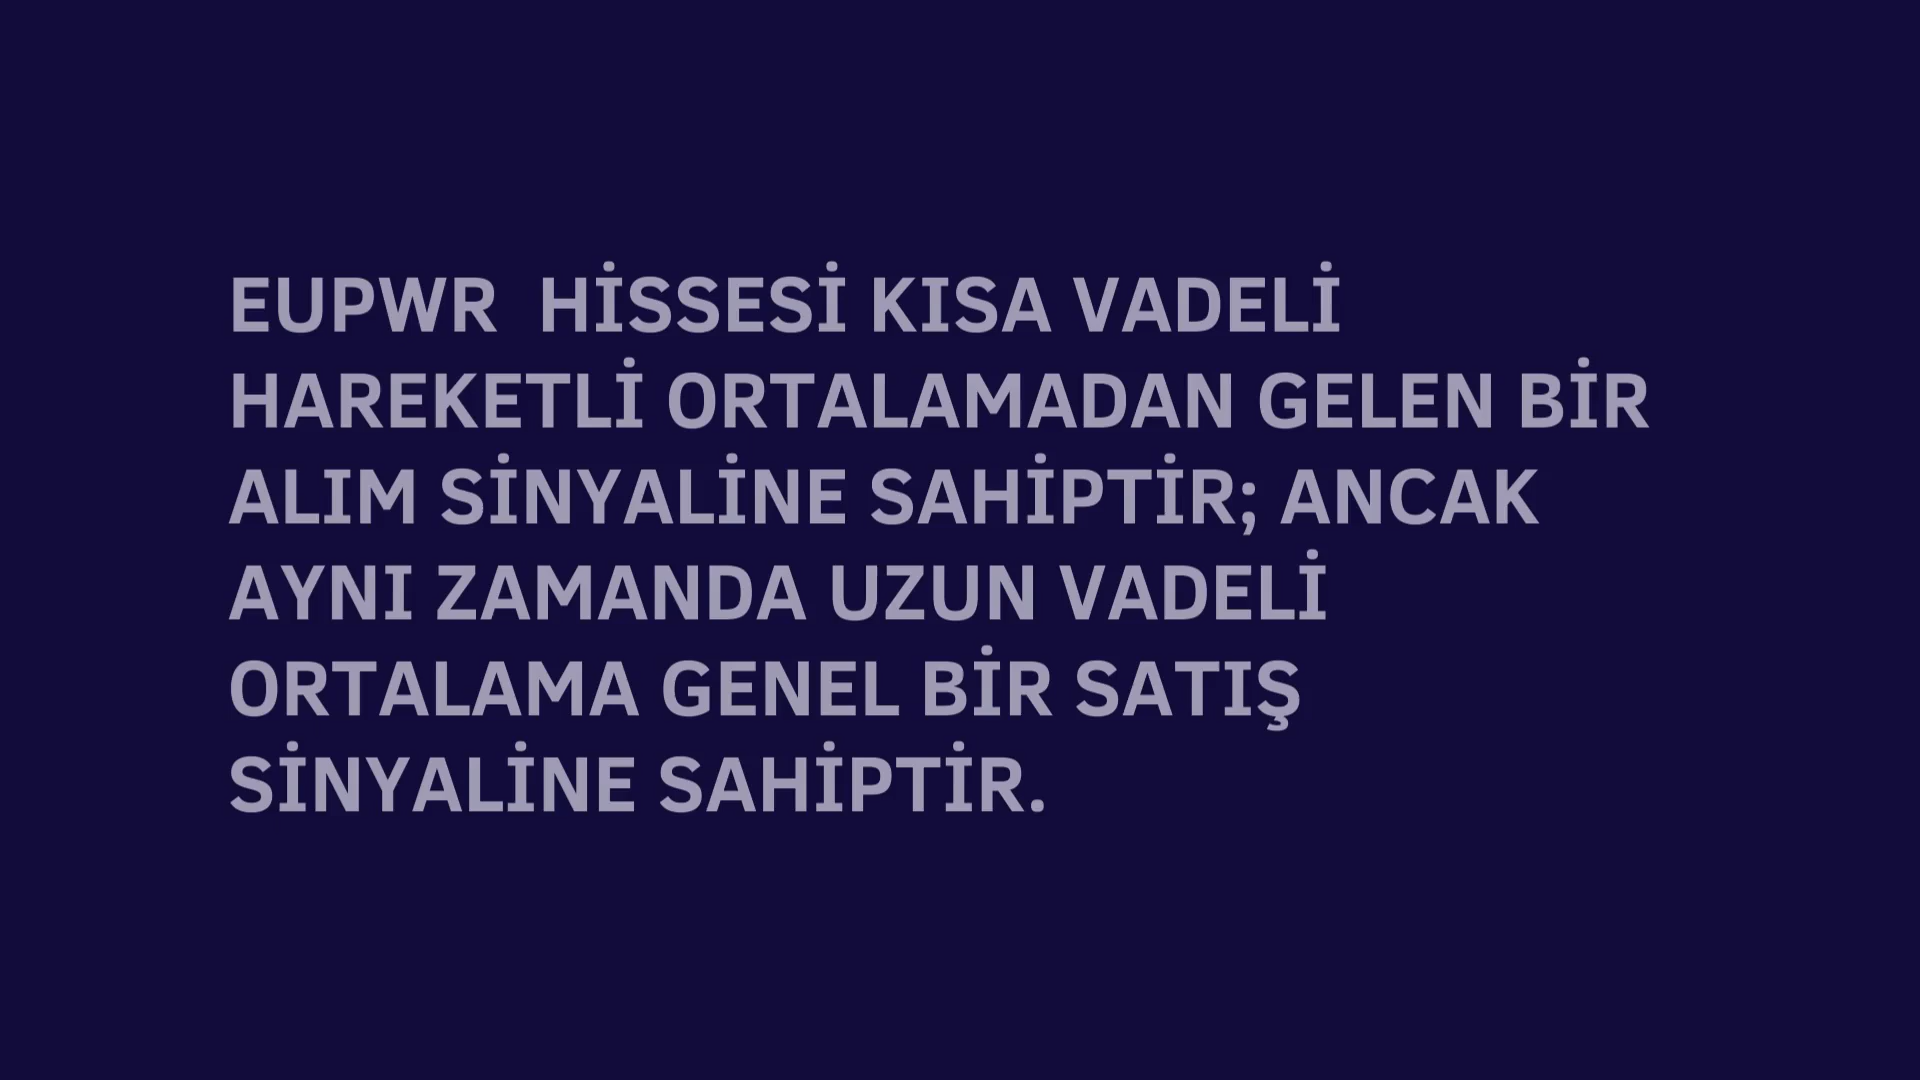 EUPWR  HİSSESİ KISA VADELİ
HAREKETLİ ORTALAMADAN GELEN BİR
ALIM SİNYALİNE SAHİPTİR; ANCAK
AYNI ZAMANDA UZUN VADELİ
ORTALAMA GENEL BİR SATIŞ
SİNYALİNE SAHİPTİR.